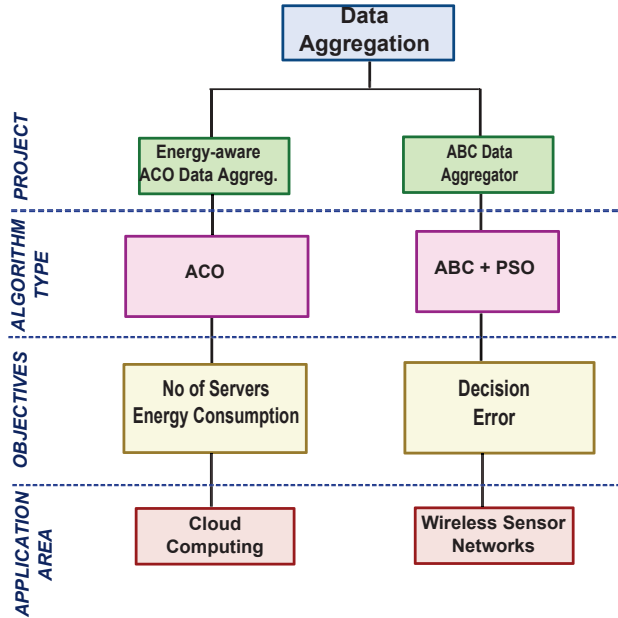 Data
Aggregation
PROJECT
Energy-aware
ACO Data Aggreg.
ABC Data
Aggregator
ALGORITHM
TYPE
ACO
ABC + PSO
OBJECTIVES
No of Servers
Energy Consumption
Decision
Error
APPLICATION
AREA
Cloud
Computing
Wireless Sensor
Networks